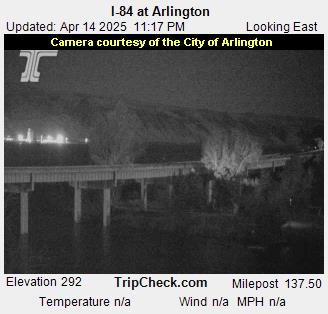 I-84 at Arlington
Updated: Apr 14 2025 11:17 PM Looking East
Camera courtesy of the City of Arlington
Elevation 292 TripCheck.com Milepost 137.50
Temperature n/a Wind n/a MPH n/a